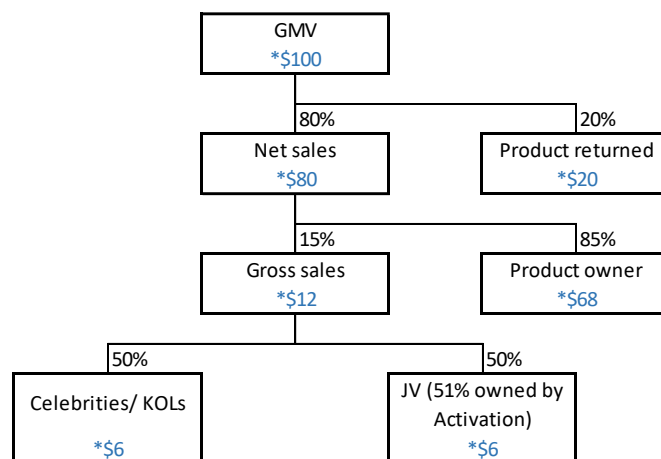 GMV
*$100
80%
20%
Net sales
*$80
Product returned
*$20
15%
85%
Gross sales
*$12
Product owner
*$68
50%
50%
Celebrities/ KOLs
*$6
JV (51% owned by
Activation)
*$6